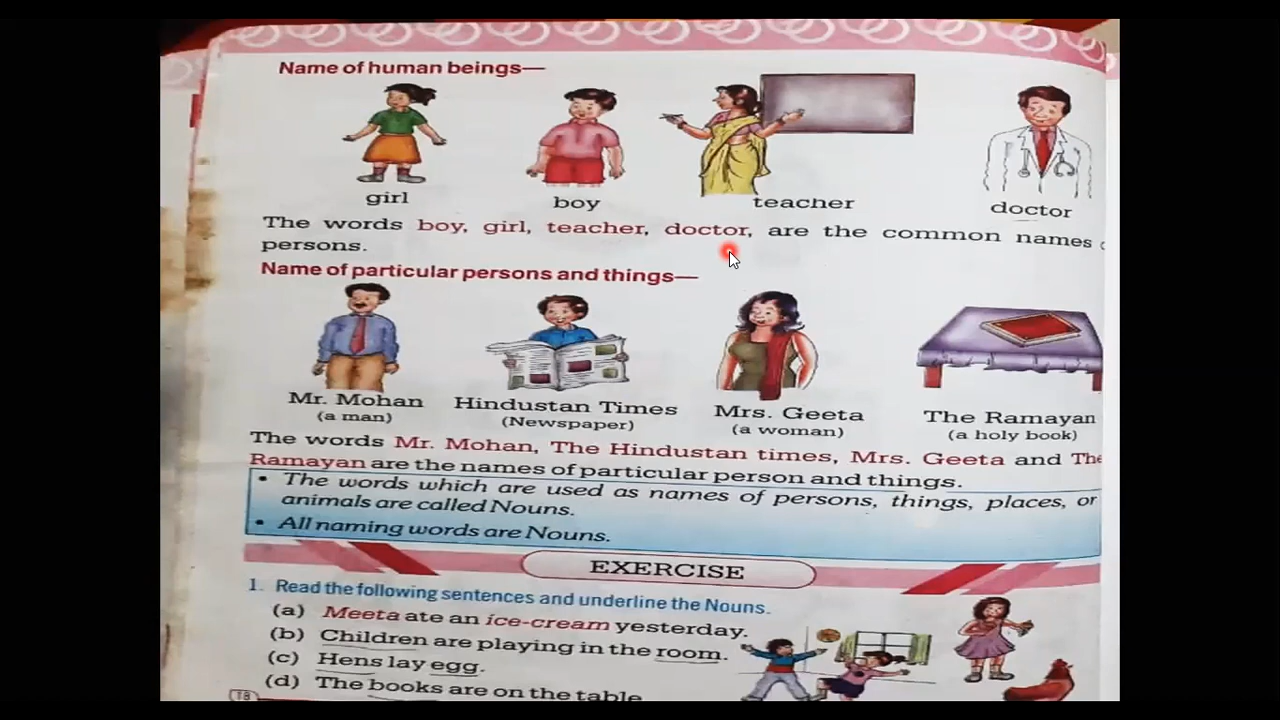 Name of human beings—
girl boy teacher doctor
The words boy, girl, teacher, doctor, are the common names
persons.
Name of particular persons and things—
Mr. Mohan Hindustan Times Mrs. Geeta The Ramayan
(a man) (Newspaper) (a woman) (a holy book)
The words Mr. Mohan, The Hindustan times, Mrs. Geeta and The
Ramayan are the names of particular person and things.
• The words which are used as names of persons, things, places, or
animals are called Nouns.
• All naming words are Nouns.
EXERCISE
1. Read the following sentences and underline the Nouns.
(a) Meeta ate an ice-cream yesterday.
(b) Children are playing in the room.
(c) Hens lay egg.
(d) The books are on the table
18